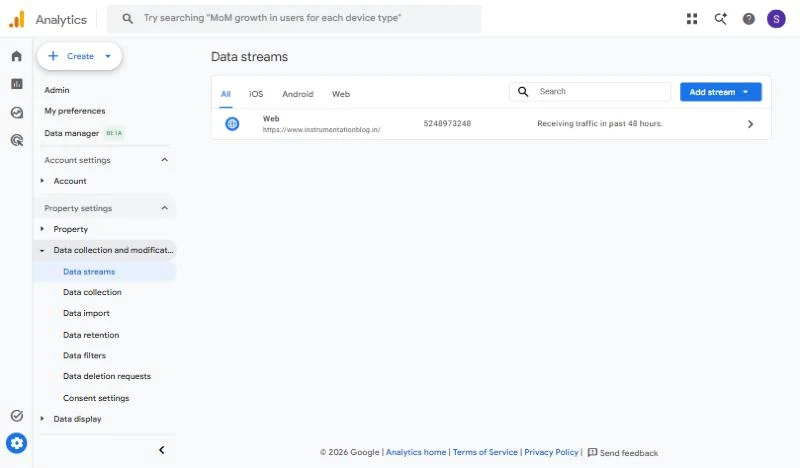 Analytics
Try searching "MoM growth in users for each device type"
S
Create
Admin
My preferences
Data manager BETA
Account settings
Account
Property settings
Property
Data collection and modificat...
Data streams
Data collection
Data import
Data retention
Data filters
Data deletion requests
Consent settings
Data display
Data streams
All iOS Android Web
Search
Add stream
Web
https://www.instrumentationblog.in/
5248973248
Receiving traffic in past 48 hours.
© 2026 Google | Analytics home | Terms of Service | Privacy Policy | Send feedback